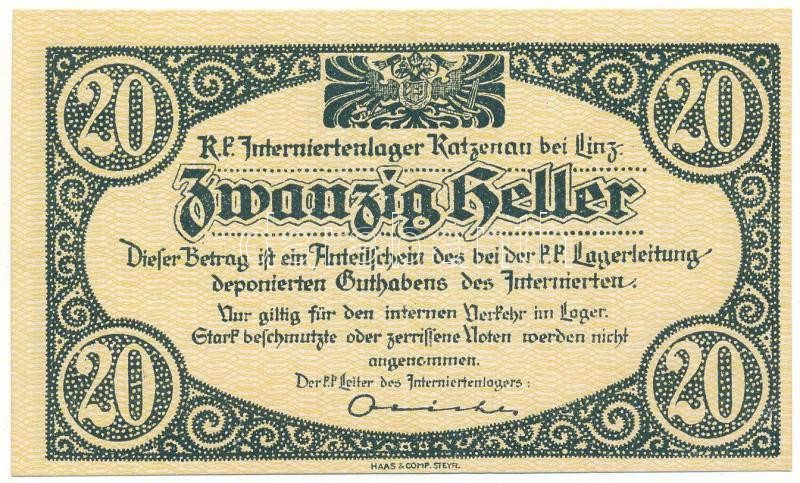 20 20
K.k. Interniertenlager Katzenau bei Linz.
Zwanzig Heller
Dieser Betrag ist ein Anteilschein des bei der k.k. Lagerleitung
deponierten Guthabens des Internierten.
Nur giltig für den internen Verkehr im Lager.
Stark beschmutzte oder zerrissene Noten werden nicht
angenommen.
Der k.k. Leiter des Interniertenlagers:
20 20
HAAS & COMP. STEYR.